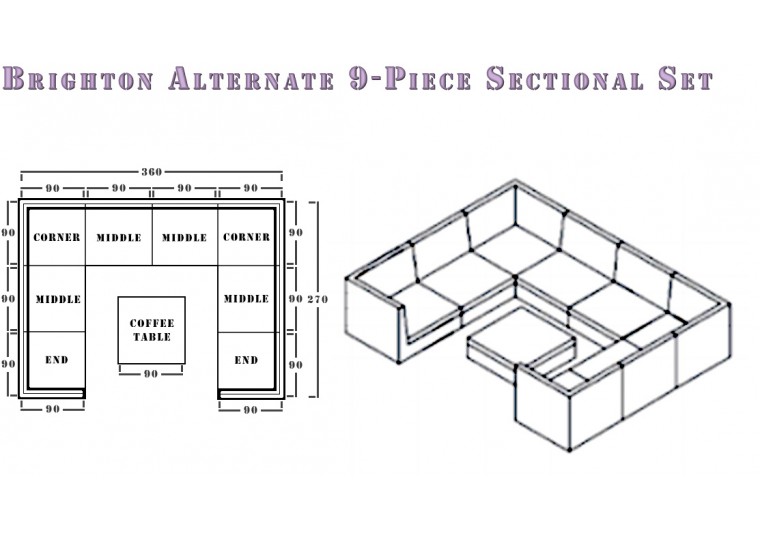 BRIGHTON ALTERNATE 9-PIECE SECTIONAL SET
360
90 90 90 90
90 CORNER MIDDLE MIDDLE CORNER 90
90 MIDDLE MIDDLE 90 270
COFFEE
TABLE
90 END END 90
90
90 90